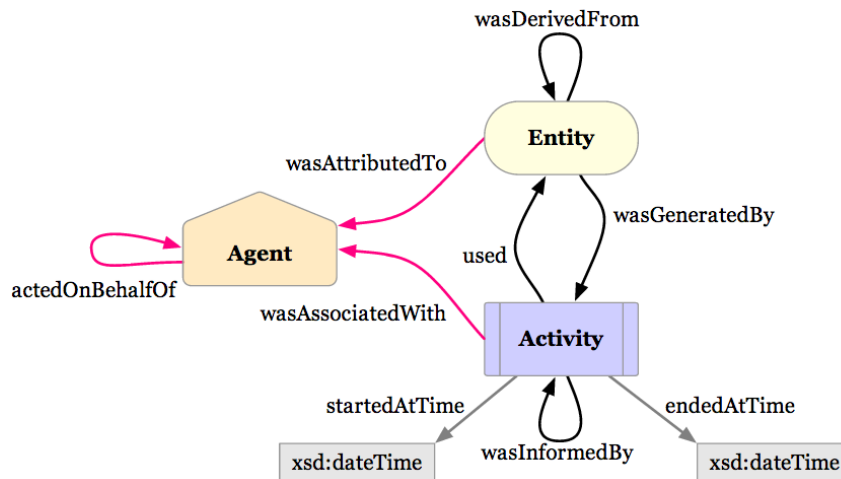 wasDerivedFrom
Entity
wasAttributedTo
wasGeneratedBy
Agent
used
actedOnBehalfOf
wasAssociatedWith
Activity
startedAtTime
endedAtTime
wasInformedBy
xsd:dateTime
xsd:dateTime